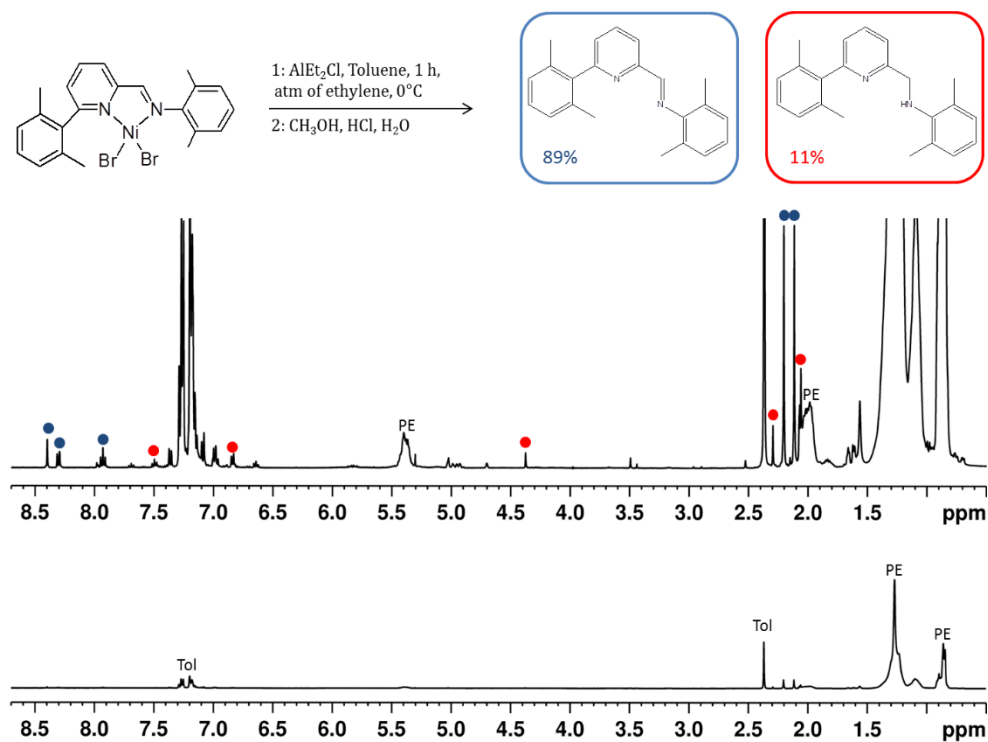 1: AlEt₂Cl, Toluene, 1 h,
atm of ethylene, 0°C
2: CH₃OH, HCl, H₂O
N
N
Ni
Br
Br
N
N
89%
N
HN
11%
PE
PE
8.5 8.0 7.5 7.0 6.5 6.0 5.5 5.0 4.5 4.0 3.5 3.0 2.5 2.0 1.5 ppm
Tol
Tol
PE
PE
8.5 8.0 7.5 7.0 6.5 6.0 5.5 5.0 4.5 4.0 3.5 3.0 2.5 2.0 1.5 ppm